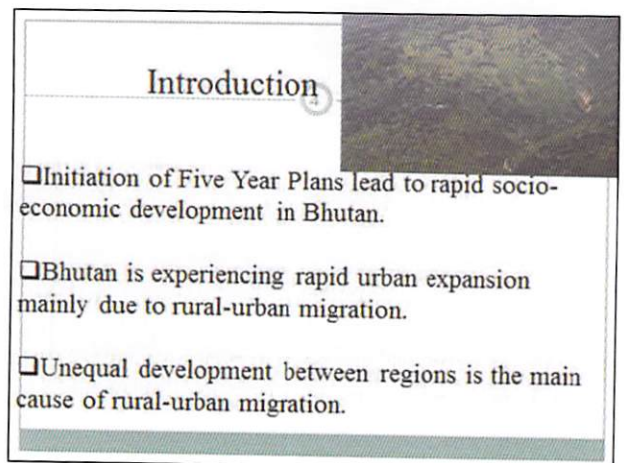 Introduction
4
❑Initiation of Five Year Plans lead to rapid socio-
economic development in Bhutan.
❑Bhutan is experiencing rapid urban expansion
mainly due to rural-urban migration.
❑Unequal development between regions is the main
cause of rural-urban migration.